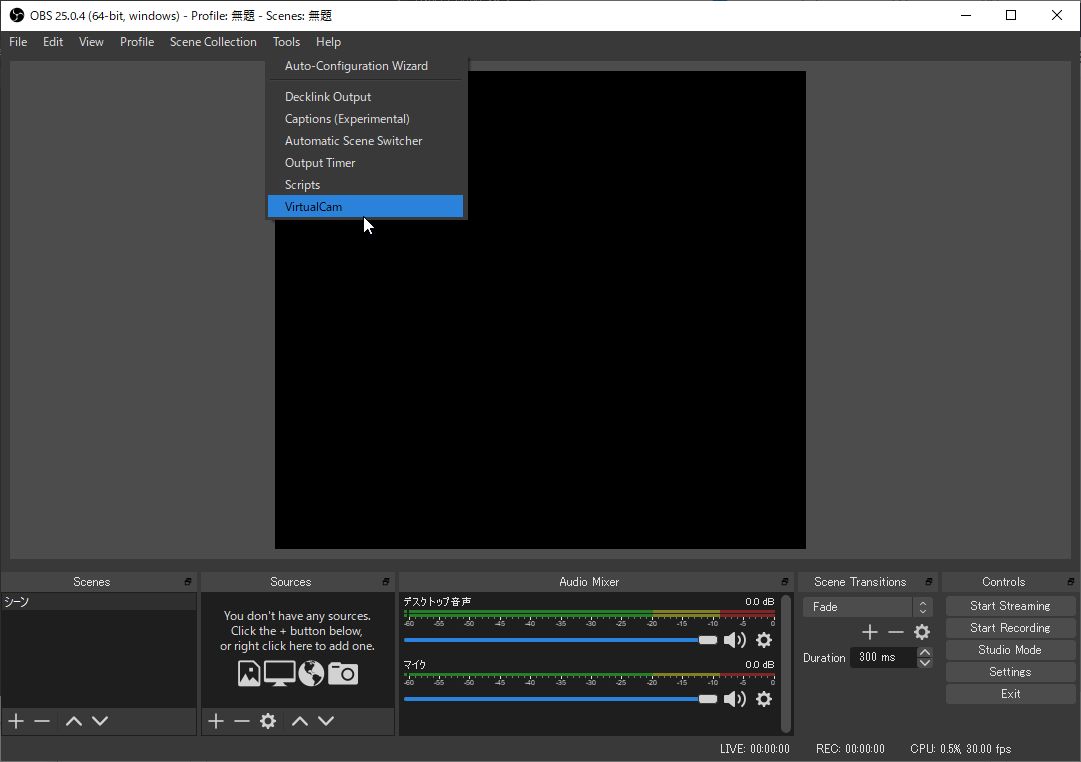 OBS 25.0.4 (64-bit, windows) - Profile: 無題 - Scenes: 無題
File Edit View Profile Scene Collection Tools Help
Auto-Configuration Wizard
Decklink Output
Captions (Experimental)
Automatic Scene Switcher
Output Timer
Scripts
VirtualCam
Scenes
シーン
Sources
You don't have any sources.
Click the + button below,
or right click here to add one.
Audio Mixer
デスクトップ音声 0.0 dB
-60 -55 -50 -45 -40 -35 -30 -25 -20 -15 -10 -5 0
マイク 0.0 dB
-60 -55 -50 -45 -40 -35 -30 -25 -20 -15 -10 -5 0
Scene Transitions
Fade
Duration 300 ms
Controls
Start Streaming
Start Recording
Studio Mode
Settings
Exit
LIVE: 00:00:00 REC: 00:00:00 CPU: 0.5%, 30.00 fps